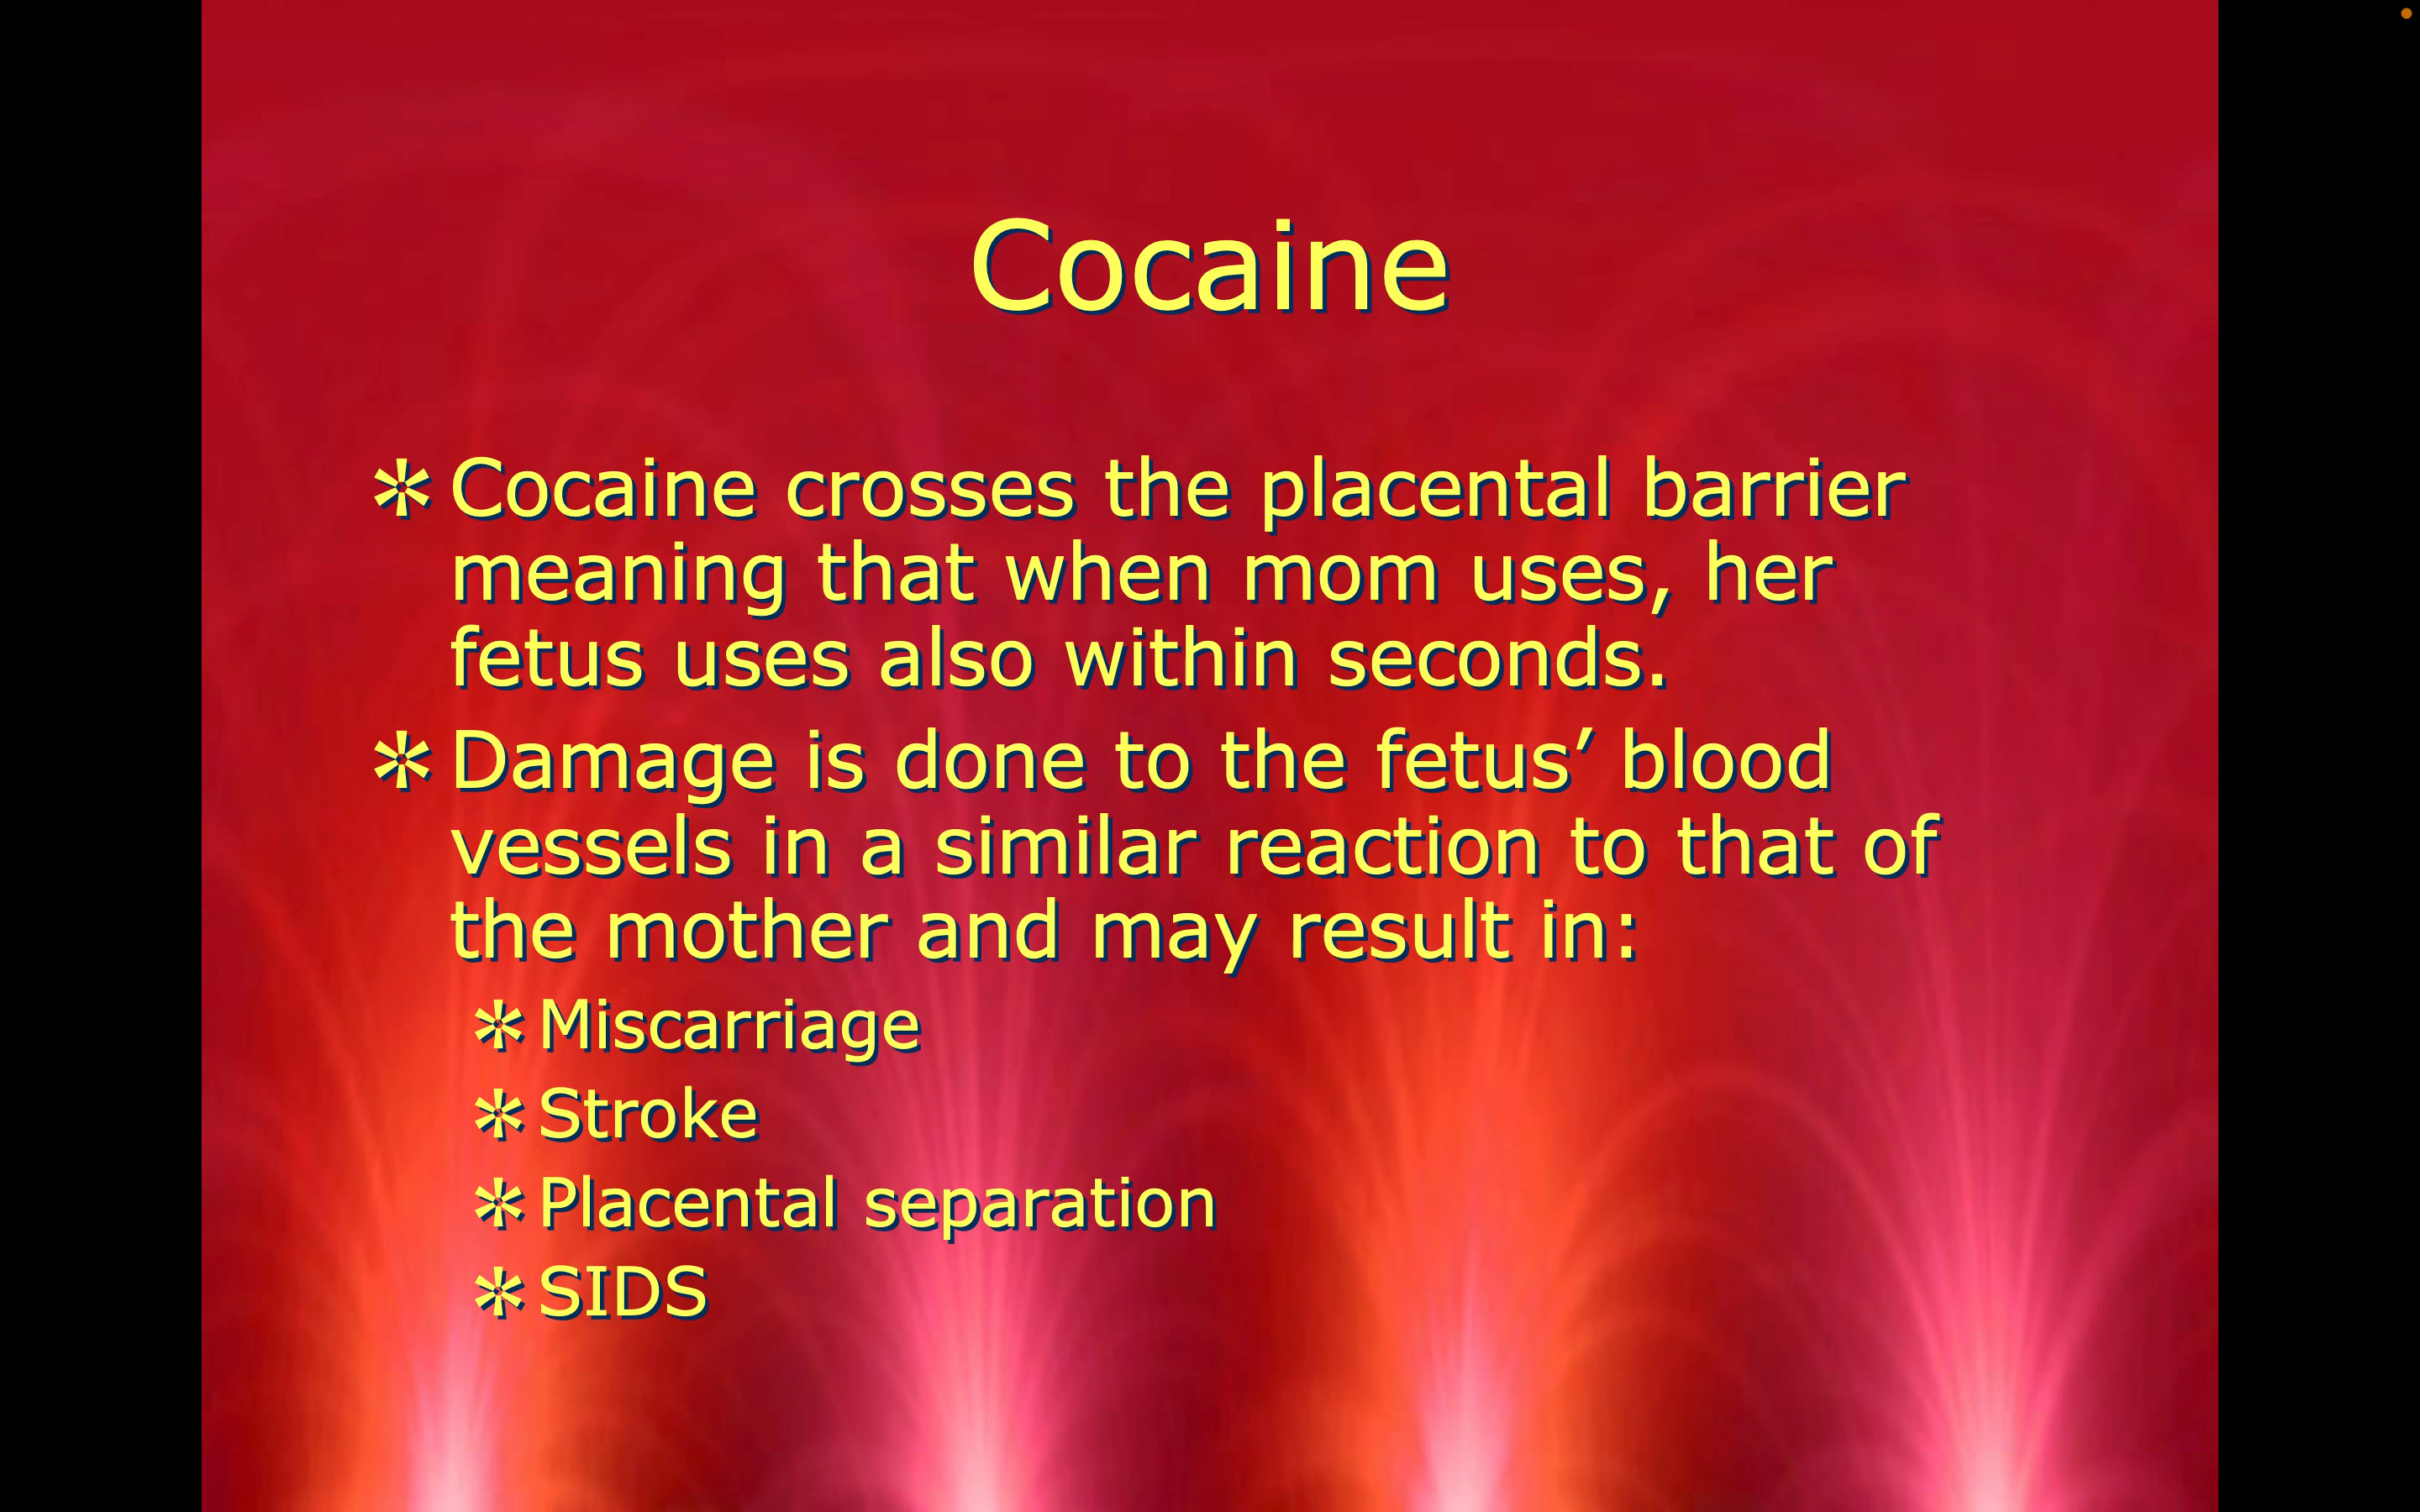 Cocaine
* Cocaine crosses the placental barrier
meaning that when mom uses, her
fetus uses also within seconds.
* Damage is done to the fetus’ blood
vessels in a similar reaction to that of
the mother and may result in:
* Miscarriage
* Stroke
* Placental separation
* SIDS